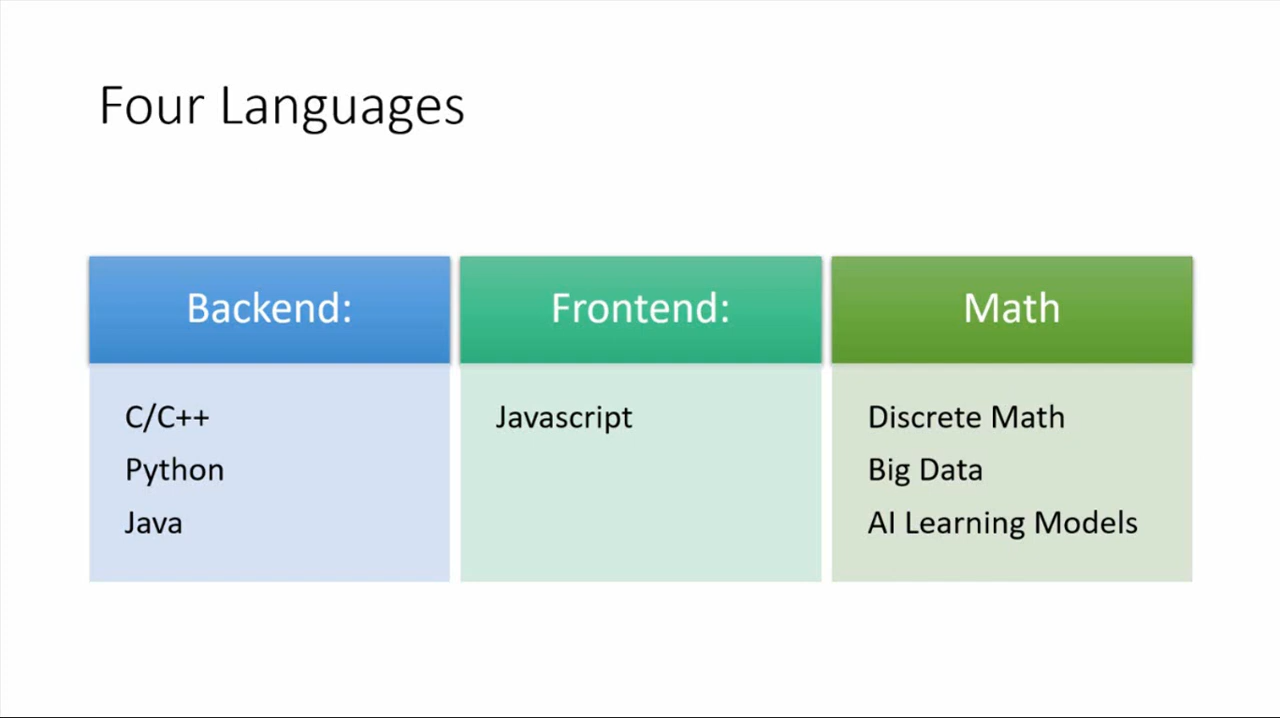 Four Languages
Backend:
C/C++
Python
Java
Frontend:
Javascript
Math
Discrete Math
Big Data
AI Learning Models